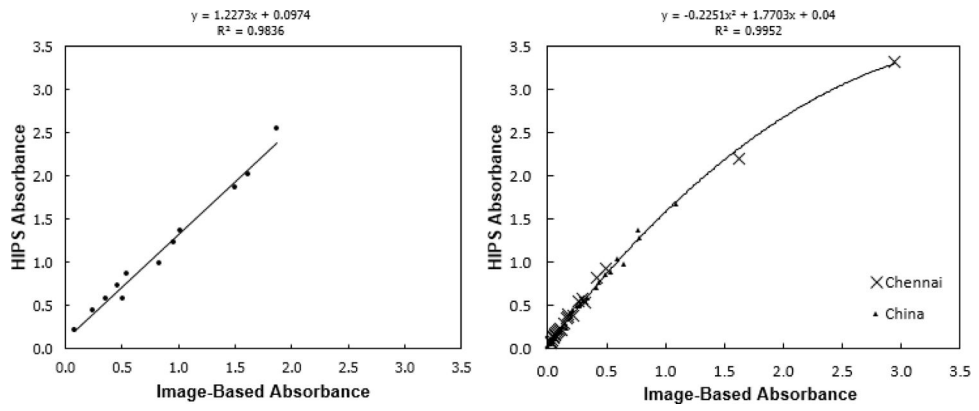 y = 1.2273x + 0.0974
R² = 0.9836
3.5
3.0
2.5
2.0
1.5
1.0
0.5
0.0
HIPS Absorbance
0.0 0.5 1.0 1.5 2.0 2.5 3.0 3.5
Image-Based Absorbance
y = -0.2251x² + 1.7703x + 0.04
R² = 0.9952
3.5
3.0
2.5
2.0
1.5
1.0
0.5
0.0
HIPS Absorbance
Chennai
China
0.0 0.5 1.0 1.5 2.0 2.5 3.0 3.5
Image-Based Absorbance